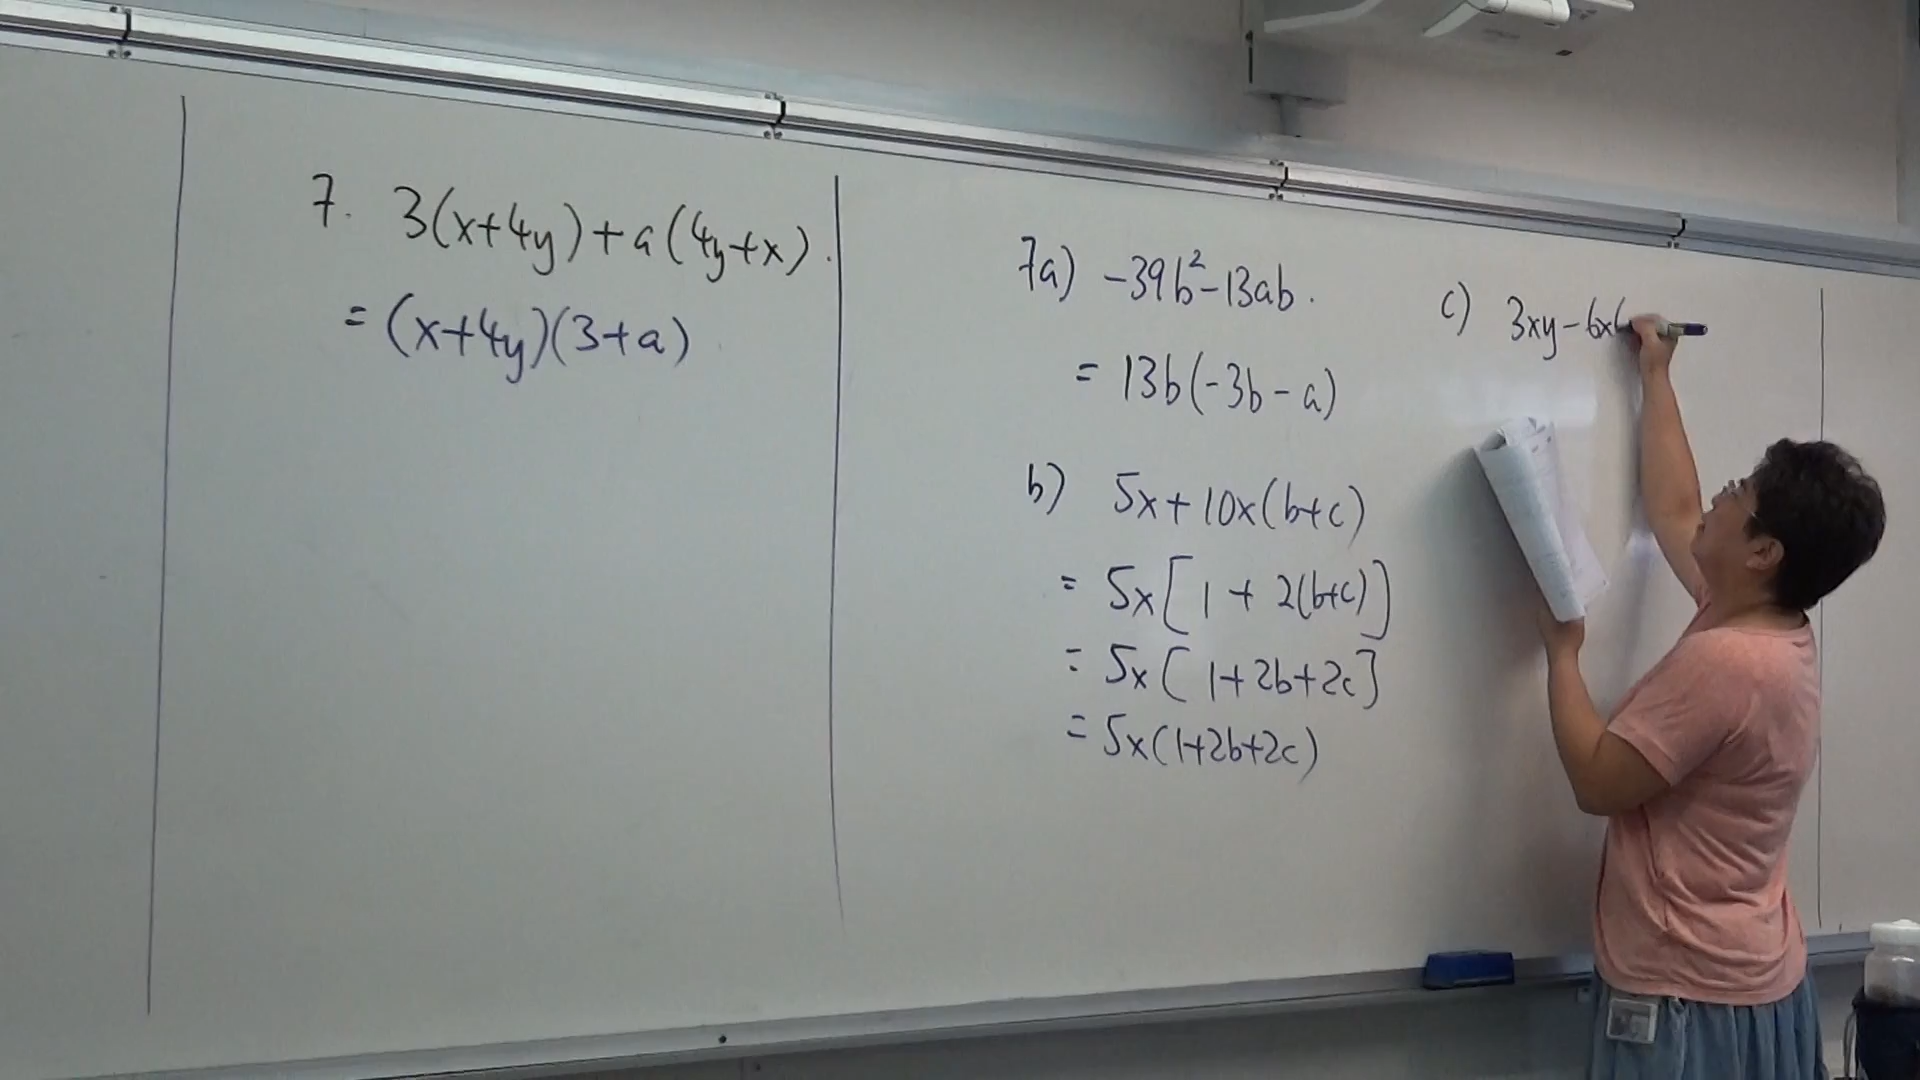 7. 3(x+4y)+a(4y+x).
= (x+4y)(3+a)
7a) -39b²-13ab.
= 13b(-3b-a)
b) 5x+10x(b+c)
= 5x[1+2(b+c)]
= 5x[1+2b+2c]
= 5x(1+2b+2c)
c) 3xy-6x(